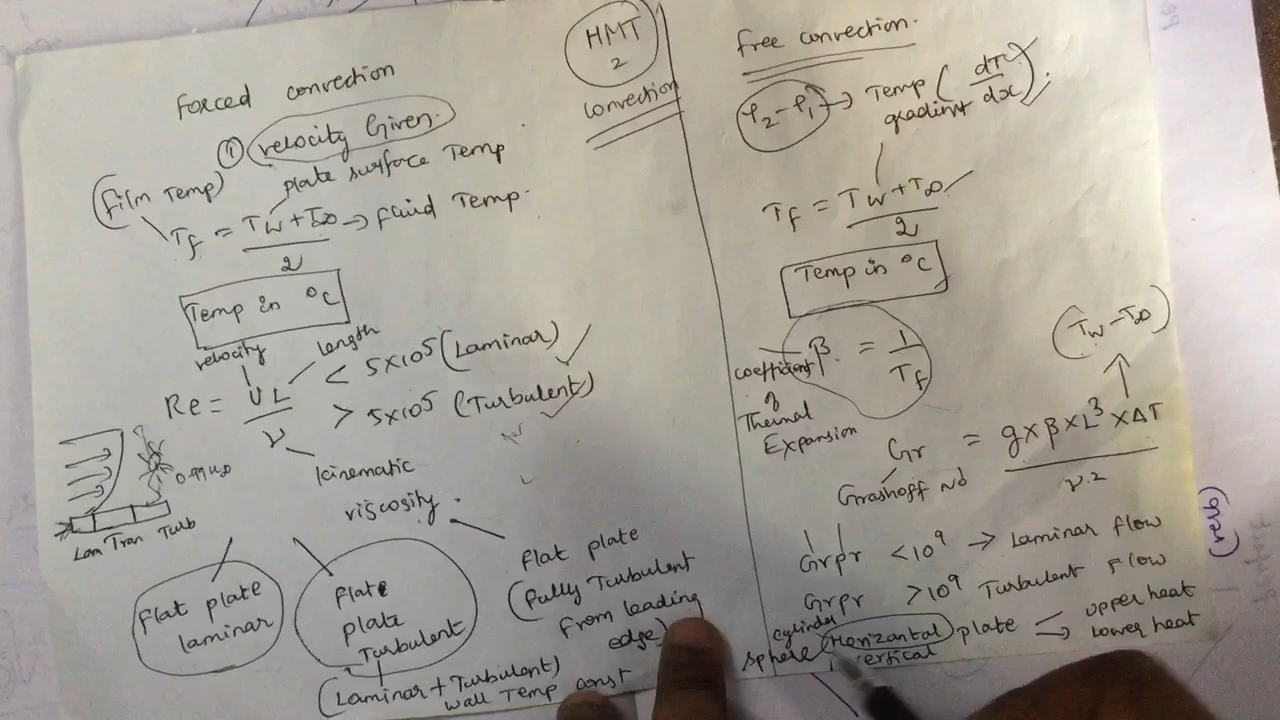 HMT
2
convection
Forced convection
① velocity Given.
(Film Temp)
plate surface Temp
Tf = Tw + T∞ / 2 → fluid Temp.
Temp in °C
velocity
length
Re = UL / ν < 5×10⁵ (Laminar)
> 5×10⁵ (Turbulent)
kinematic
viscosity.
0.99 U∞
Lam Tran Turb
Flat plate
laminar
flate
plate
Turbulent
(Laminar + Turbulent)
wall Temp const
flat plate
(fully Turbulent
from leading
edge)
free convection.
ρ2 - ρ1 → Temp (dT/dx)
gradient
Tf = Tw + T∞ / 2
Temp in °C
β = 1 / Tf
coefficient
of
Thermal
Expansion
(Tw - T∞)
Gr = g×β×L³×ΔT / ν²
Grashoff No
Grpr < 10⁹ → Laminar flow
Grpr > 10⁹ Turbulent Flow
cylinder
sphere Horizantal plate
vertical
upper heat
lower heat